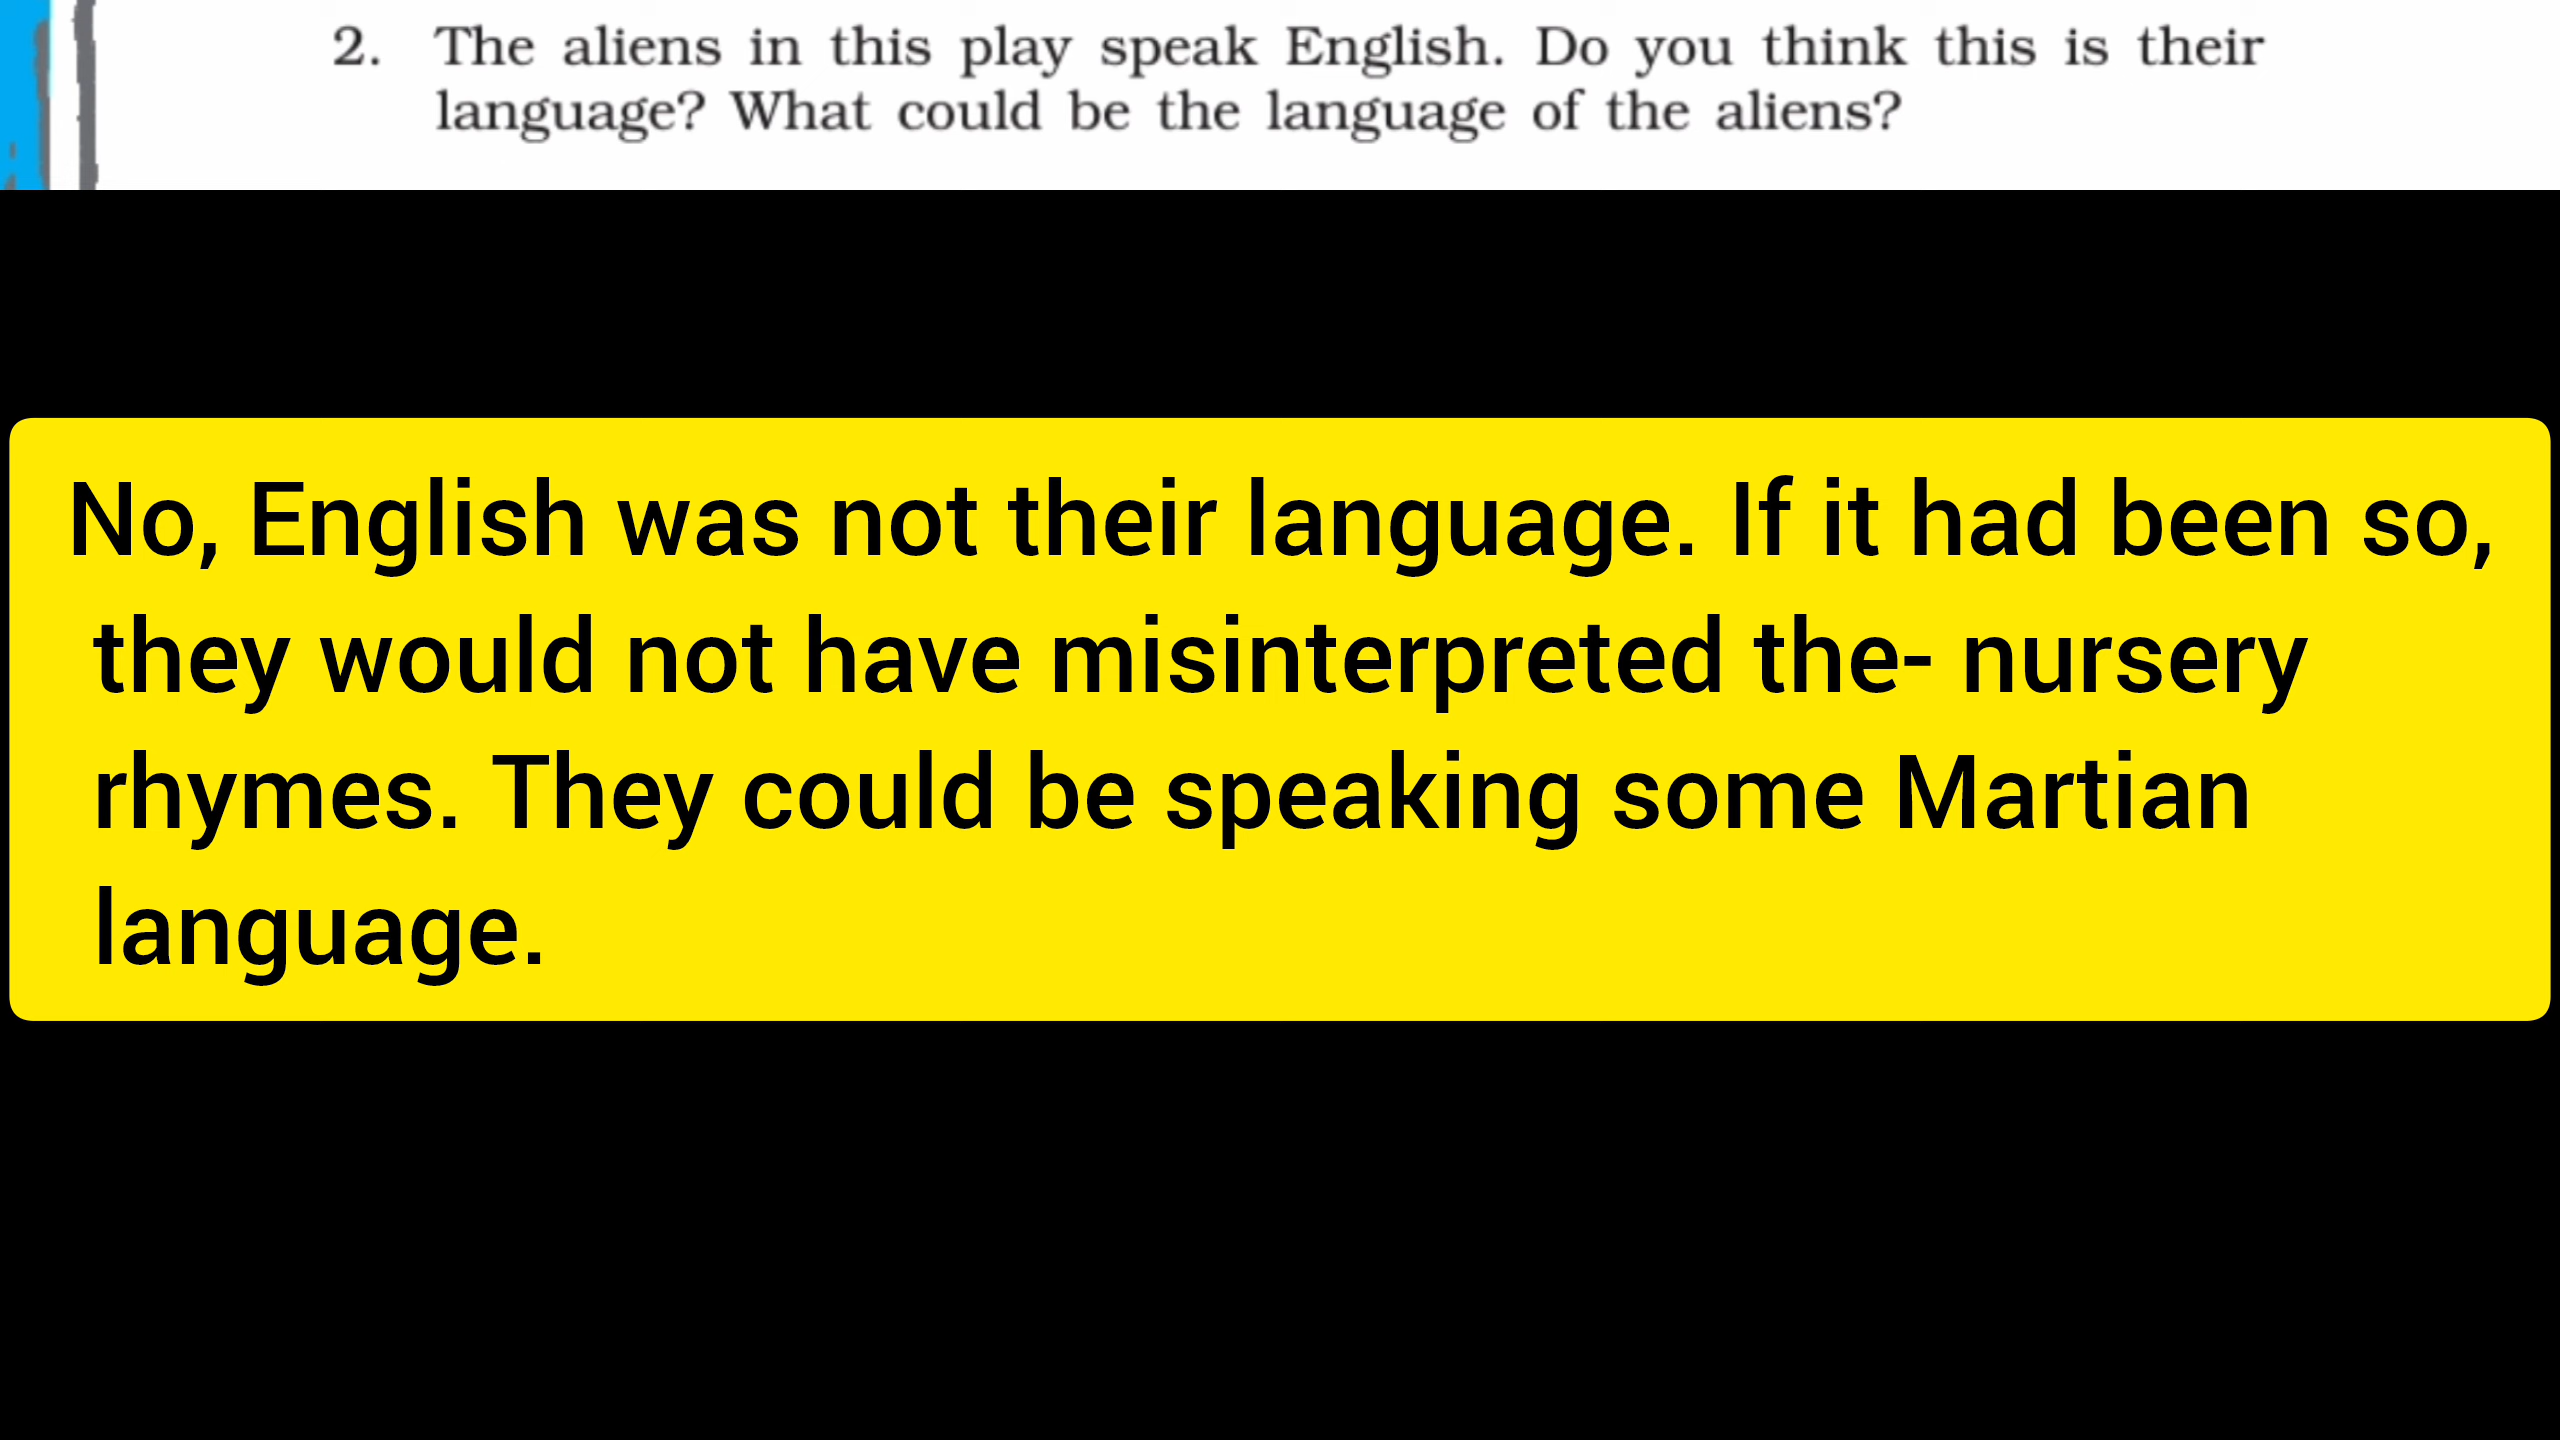 2. The aliens in this play speak English. Do you think this is their
language? What could be the language of the aliens?
No, English was not their language. If it had been so,
they would not have misinterpreted the- nursery
rhymes. They could be speaking some Martian
language.